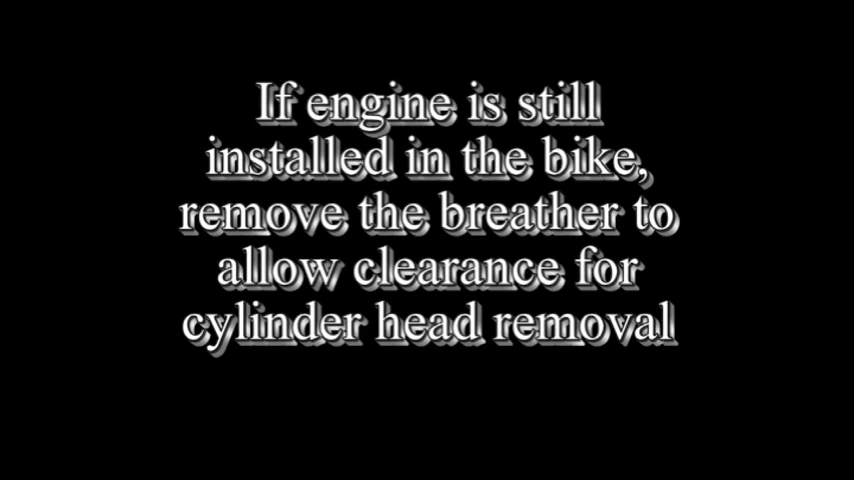 If engine is still
installed in the bike,
remove the breather to
allow clearance for
cylinder head removal